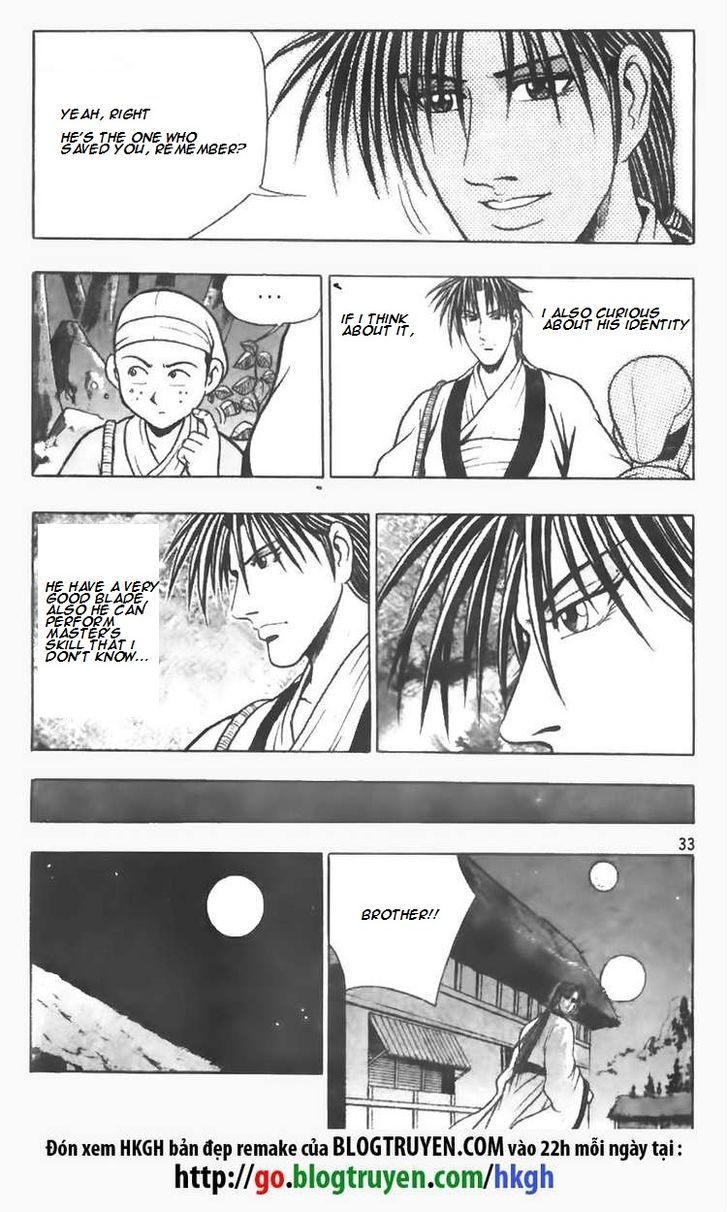 YEAH, RIGHT
HE'S THE ONE WHO
SAVED YOU, REMEMBER?
...
IF I THINK
ABOUT IT,
I ALSO CURIOUS
ABOUT HIS IDENTITY
HE HAVE A VERY
GOOD BLADE
ALSO HE CAN
PERFORM
MASTER'S
SKILL THAT I
DON'T KNOW...
33
BROTHER!!
Đón xem HKGH bản đẹp remake của BLOGTRUYEN.COM vào 22h mỗi ngày tại :
http://go.blogtruyen.com/hkgh